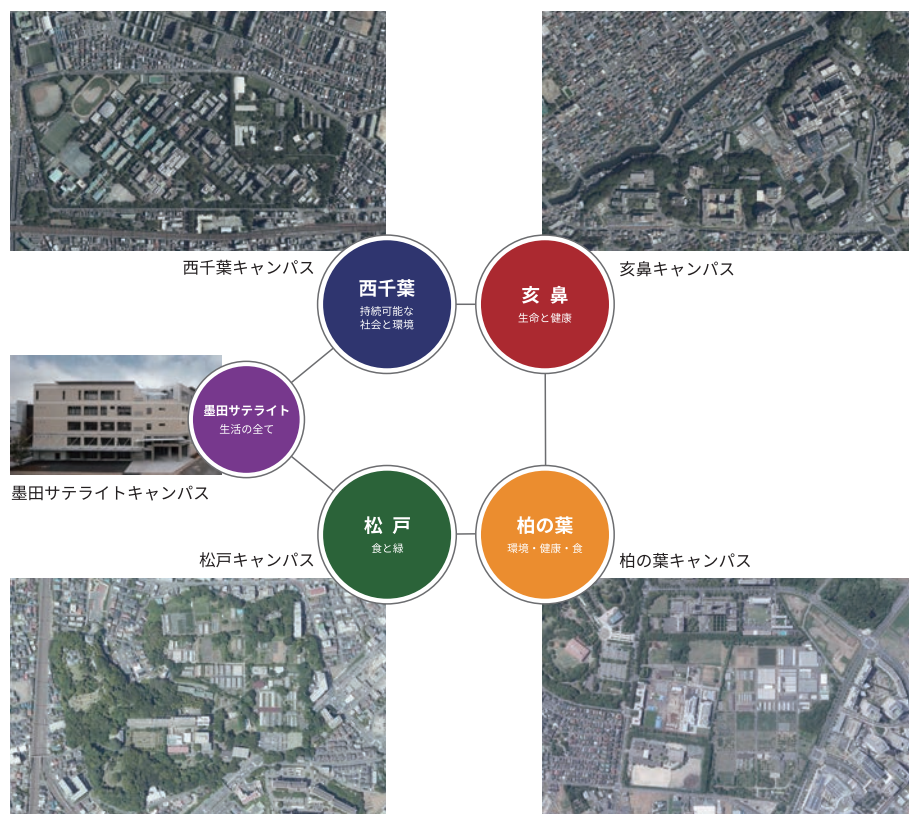 西千葉キャンパス
亥鼻キャンパス
西千葉
持続可能な
社会と環境
亥 鼻
生命と健康
墨田サテライト
生活の全て
墨田サテライトキャンパス
松 戸
食と緑
柏の葉
環境・健康・食
松戸キャンパス
柏の葉キャンパス